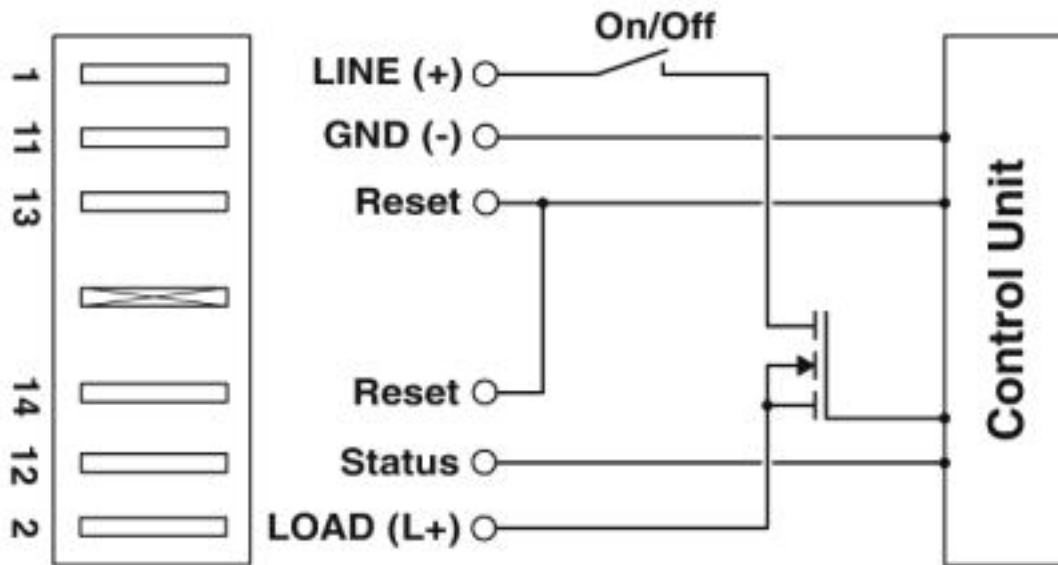 On/Off
1 LINE (+)
11 GND (-)
13 Reset
14 Reset
12 Status
2 LOAD (L+)
Control Unit